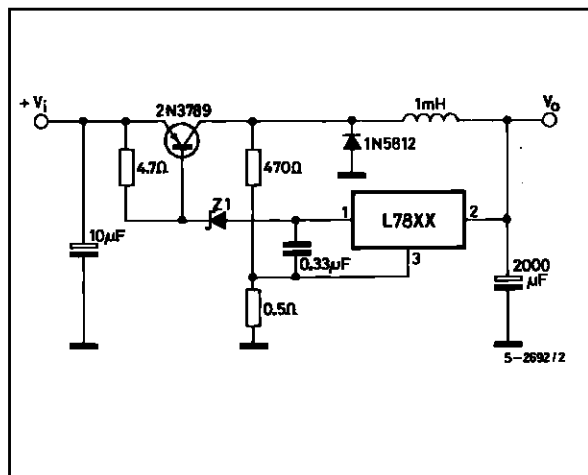 1mH
2N3789
+ Vi
Vo
1N5812
4.7Ω
470Ω
Z1
1
L78XX
2
3
10µF
0.33µF
0.5Ω
2000
µF
5-2692/2